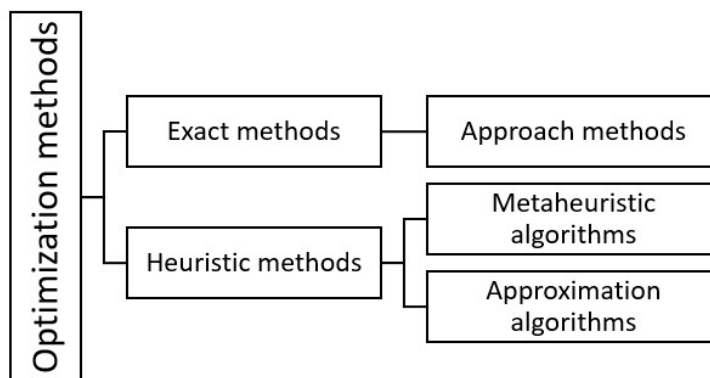 Optimization methods
Exact methods
Approach methods
Heuristic methods
Metaheuristic
algorithms
Approximation
algorithms